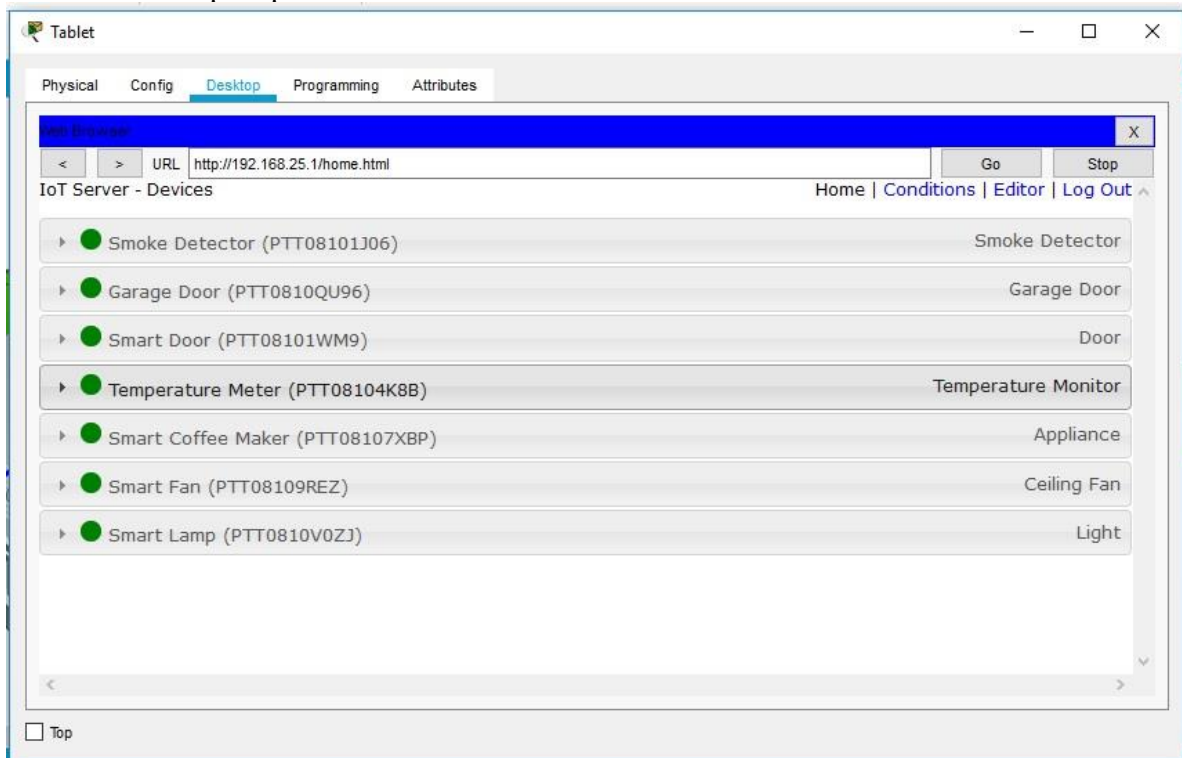 Tablet
Physical Config Desktop Programming Attributes
Web Browser X
< > URL http://192.168.25.1/home.html Go Stop
IoT Server - Devices Home | Conditions | Editor | Log Out
Smoke Detector (PTT08101J06) Smoke Detector
Garage Door (PTT0810QU96) Garage Door
Smart Door (PTT08101WM9) Door
Temperature Meter (PTT08104K8B) Temperature Monitor
Smart Coffee Maker (PTT08107XBP) Appliance
Smart Fan (PTT08109REZ) Ceiling Fan
Smart Lamp (PTT0810V0ZJ) Light
Top